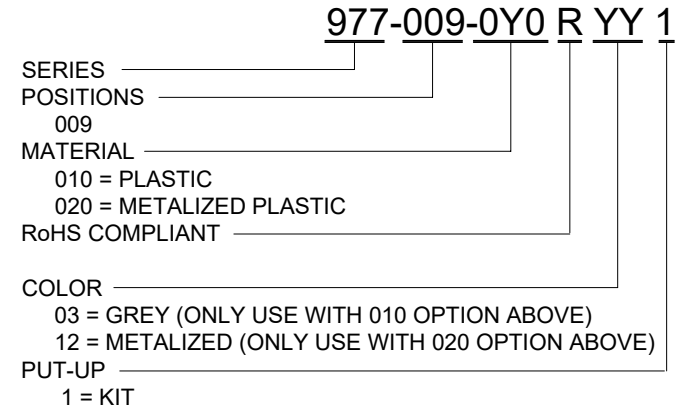 977-009-0Y0 R YY 1
SERIES
POSITIONS
009
MATERIAL
010 = PLASTIC
020 = METALIZED PLASTIC
RoHS COMPLIANT
COLOR
03 = GREY (ONLY USE WITH 010 OPTION ABOVE)
12 = METALIZED (ONLY USE WITH 020 OPTION ABOVE)
PUT-UP
1 = KIT